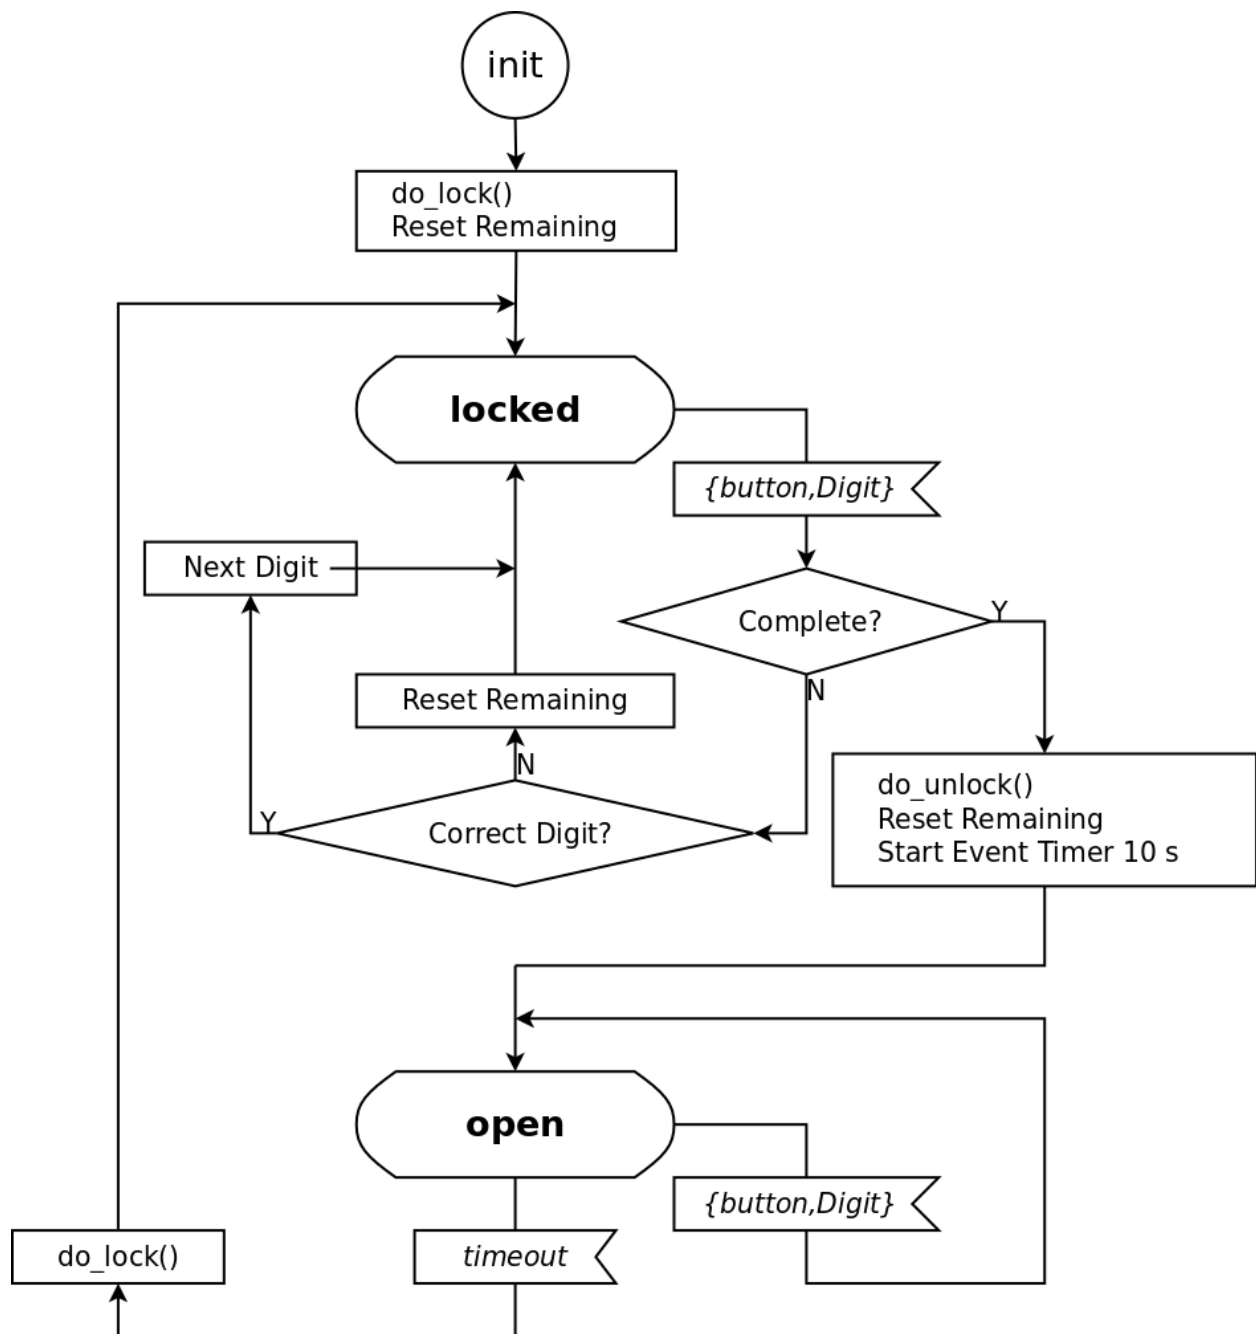 init
do_lock()
Reset Remaining
locked
{button,Digit}
Next Digit
Complete?
Y
N
Reset Remaining
N
Y
Correct Digit?
do_unlock()
Reset Remaining
Start Event Timer 10 s
open
{button,Digit}
do_lock()
timeout